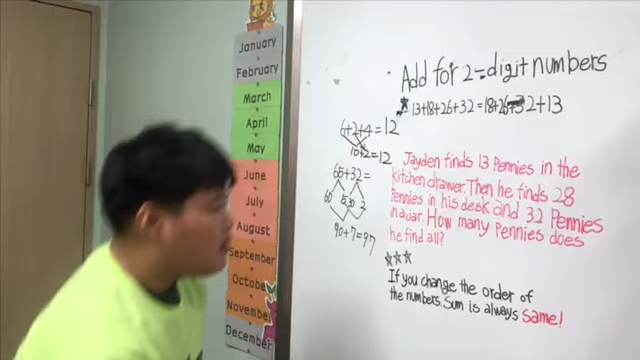 January
February
March
April
May
June
July
August
September
Octobe
November
December
Add for 2-digit numbers
13+18+26+32=18+26+32+13
6+2+4=12
10+2=12
65+32=
60 5 30 2
90+7=97
Jayden finds 13 Pennies in the
kitchen drawer. Then he finds 28
Pennies in his desk and 32 Pennies
in a jar. How many Pennies does
he find all?
If you change the order of
the numbers. Sum is always same!